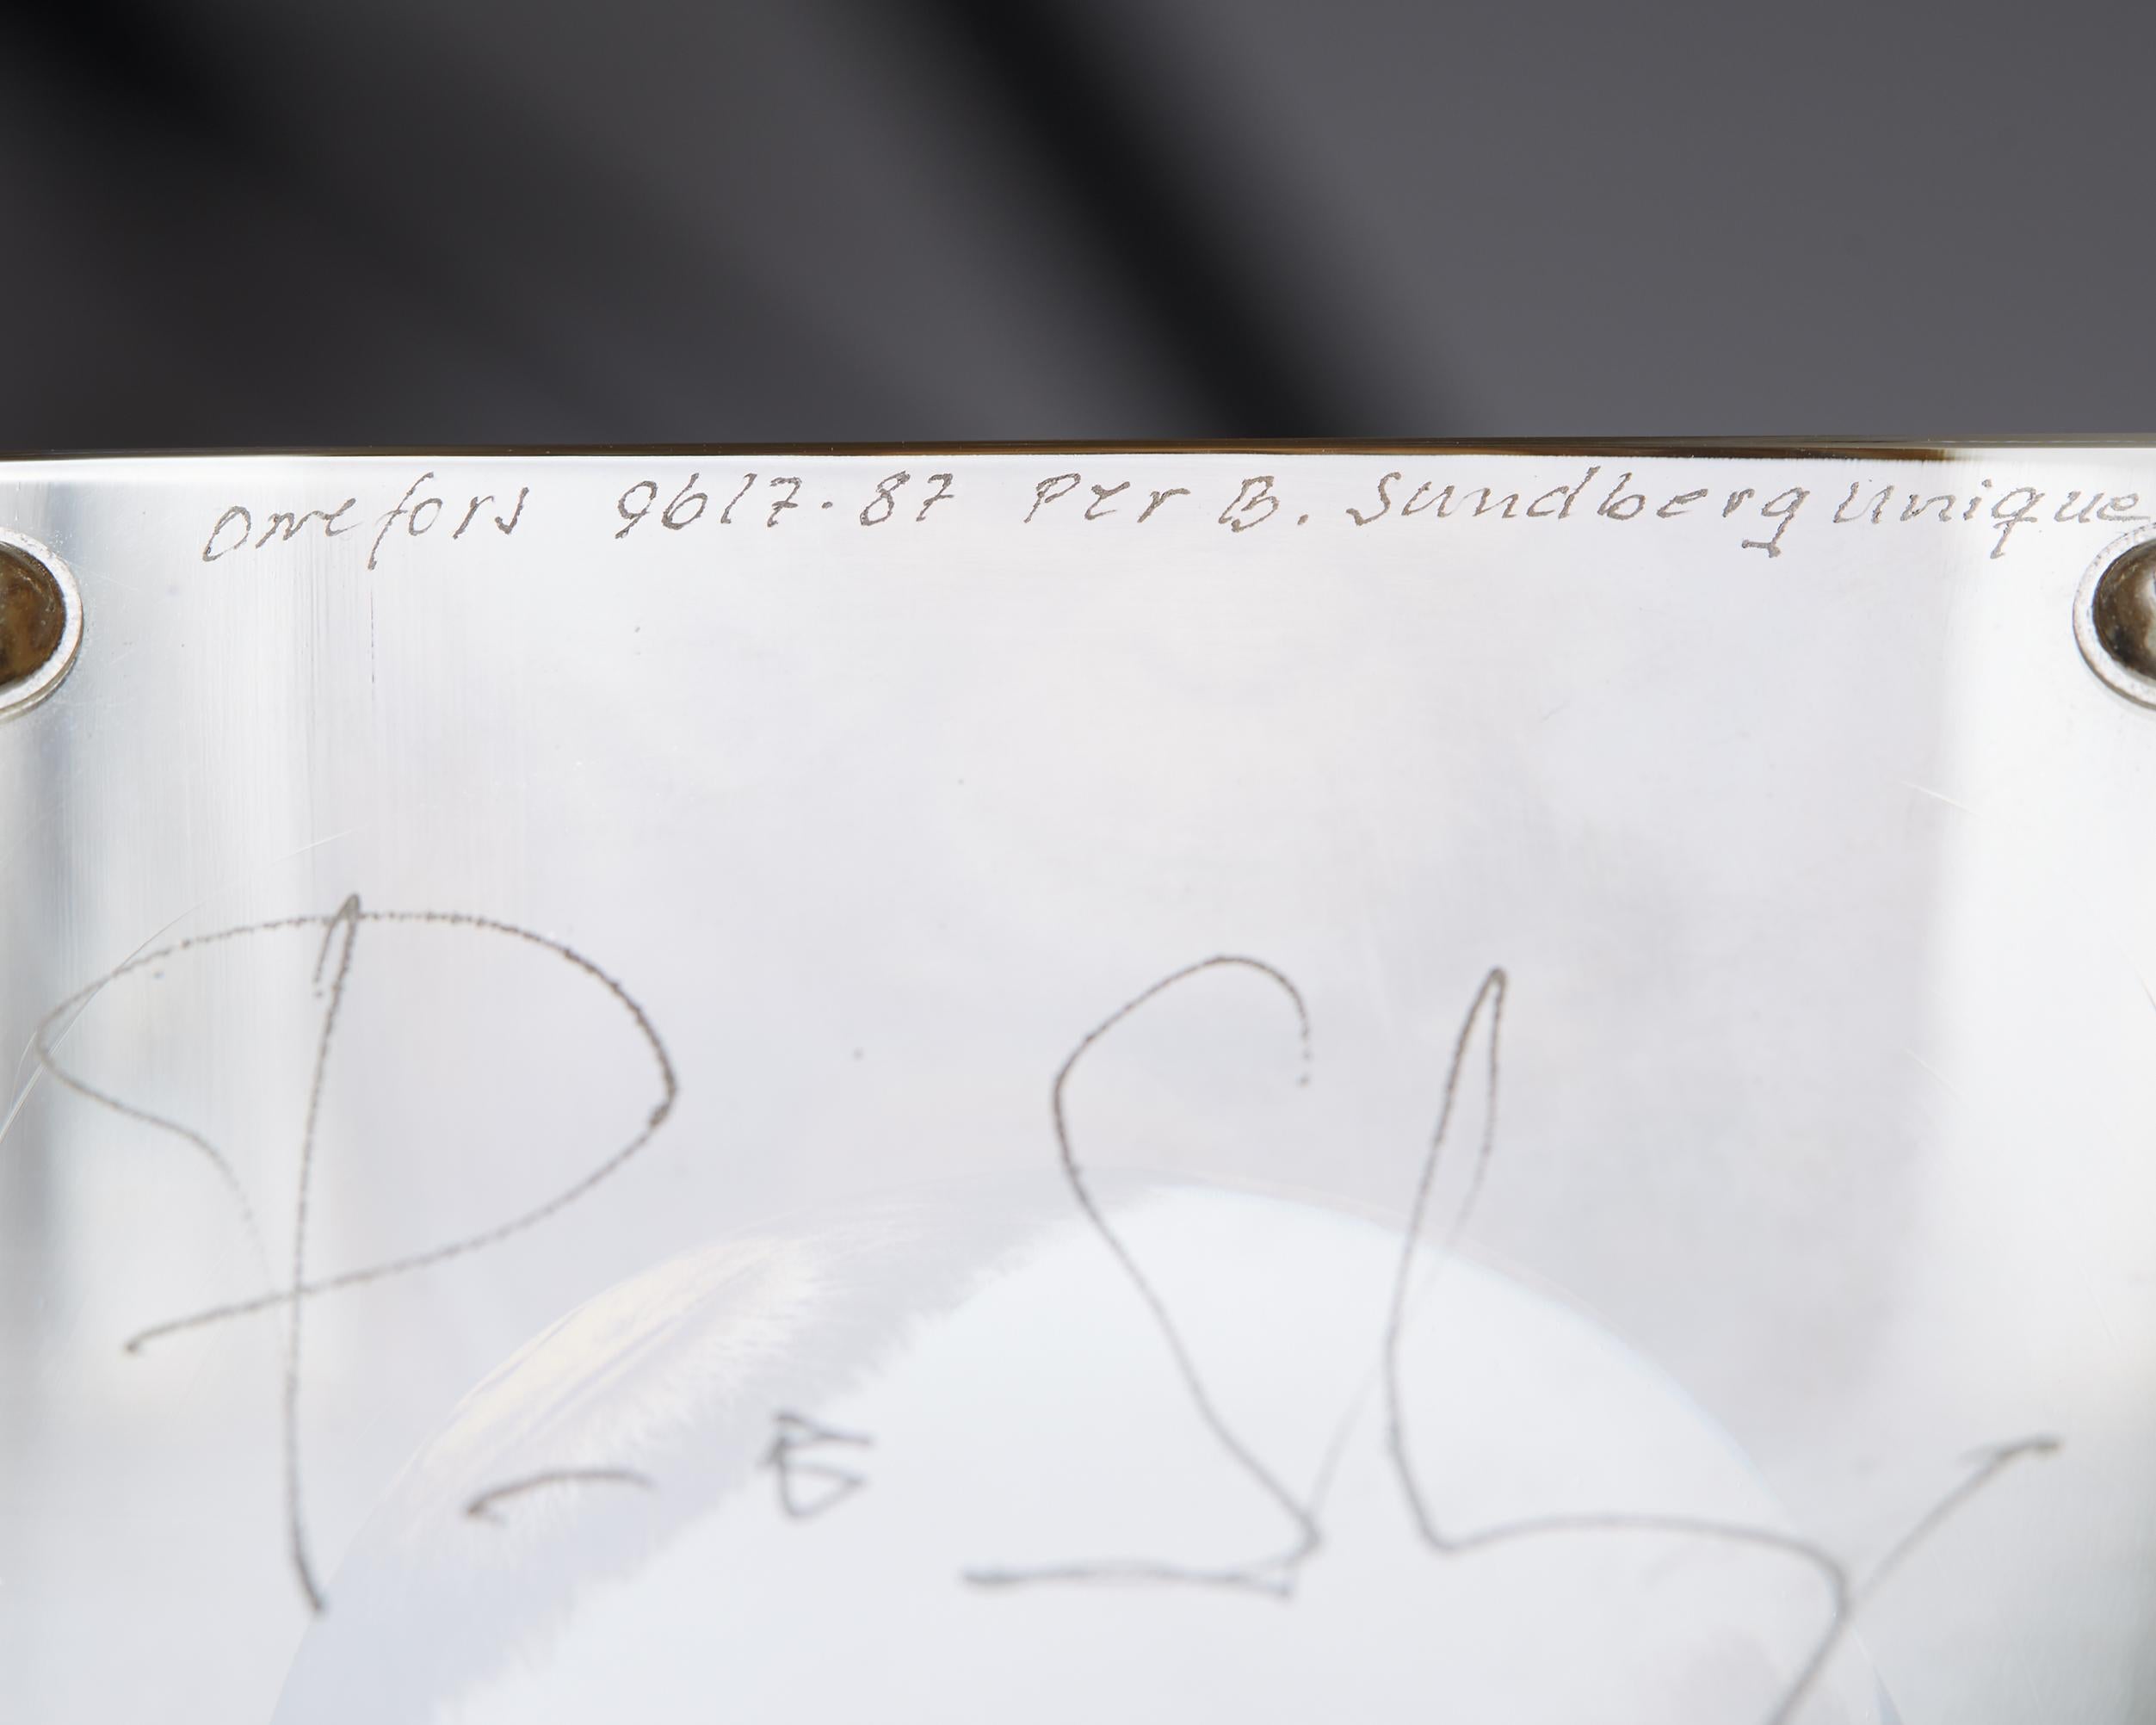 Orrefors 9617.87 Per B. Sundberg Unique
P B S